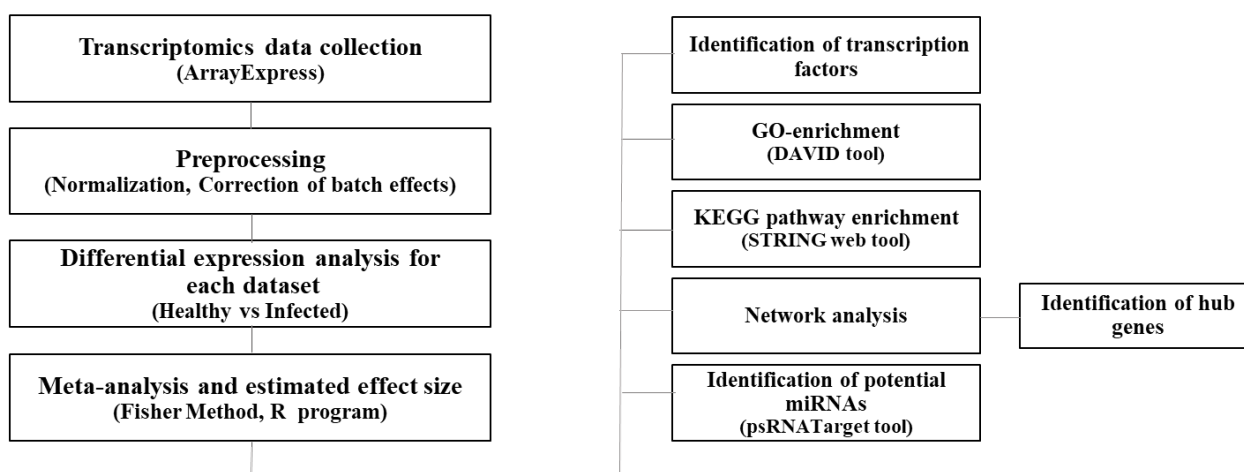 Transcriptomics data collection
(ArrayExpress)
Preprocessing
(Normalization, Correction of batch effects)
Differential expression analysis for
each dataset
(Healthy vs Infected)
Meta-analysis and estimated effect size
(Fisher Method, R program)
Identification of transcription
factors
GO-enrichment
(DAVID tool)
KEGG pathway enrichment
(STRING web tool)
Network analysis
Identification of hub
genes
Identification of potential
miRNAs
(psRNATarget tool)